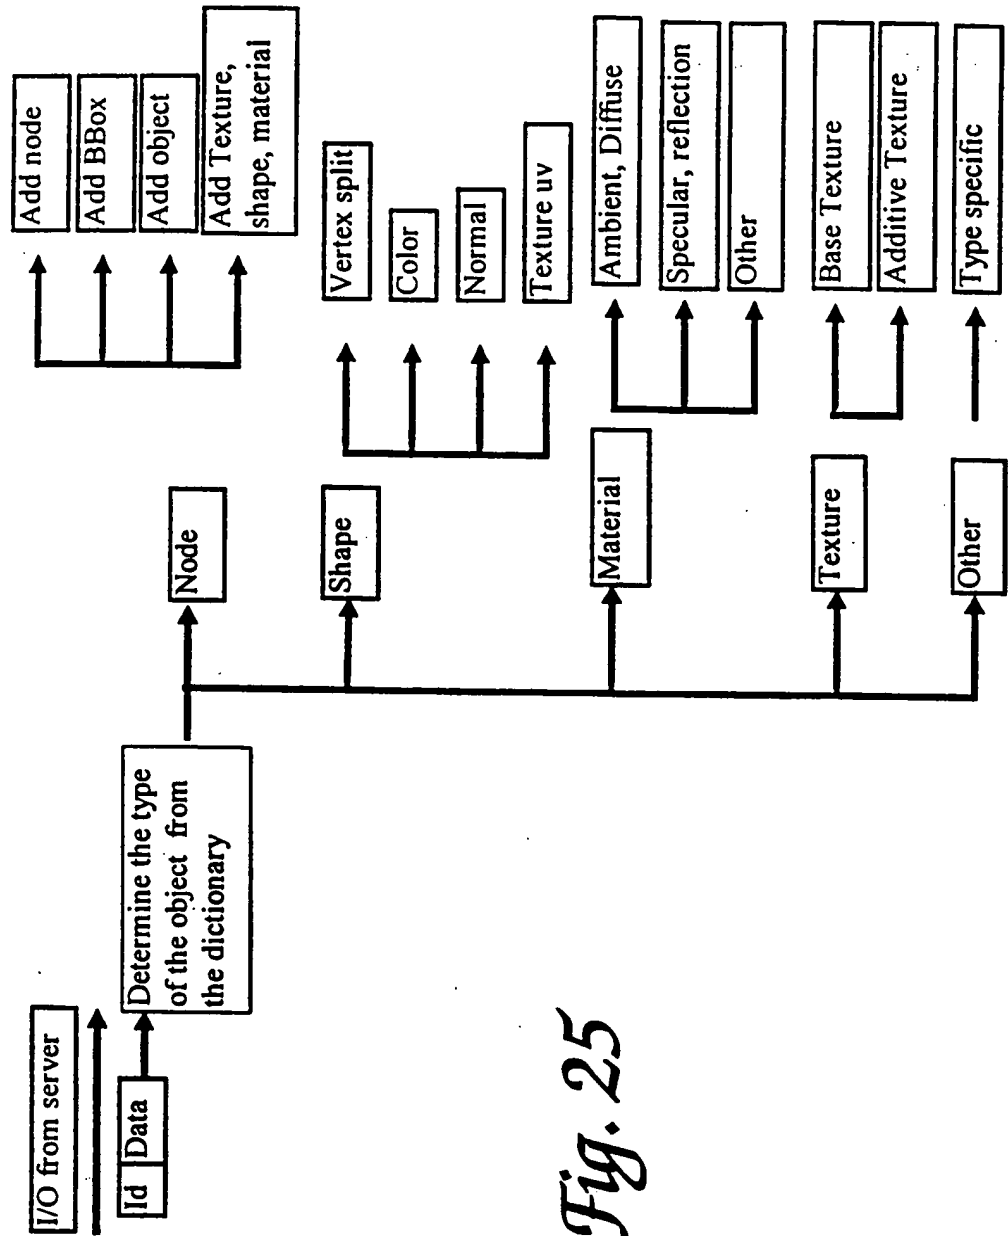 I/O from server
Id
Data
Determine the type
of the object from
the dictionary
Node
Add node
Add BBox
Add object
Add Texture,
shape, material
Shape
Vertex split
Color
Normal
Texture uv
Material
Ambient, Diffuse
Specular, reflection
Other
Texture
Base Texture
Additive Texture
Other
Type specific
Fig. 25